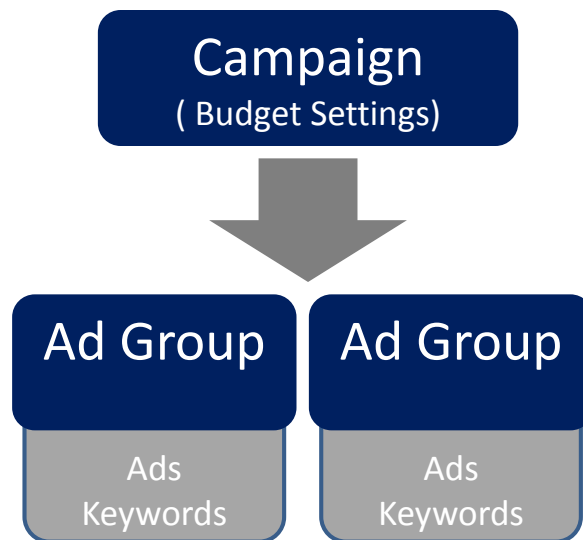 Campaign
( Budget Settings)
Ad Group
Ads
Keywords
Ad Group
Ads
Keywords